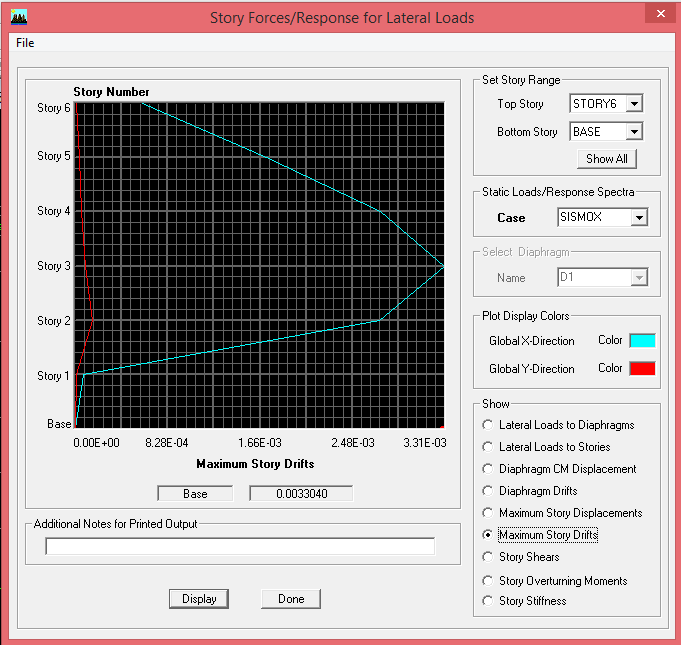 Story Forces/Response for Lateral Loads
File
Story Number
Story 6
Story 5
Story 4
Story 3
Story 2
Story 1
Base
0.00E+00 8.28E-04 1.66E-03 2.48E-03 3.31E-03
Maximum Story Drifts
Base 0.0033040
Additional Notes for Printed Output
Display Done
Set Story Range
Top Story STORY6
Bottom Story BASE
Show All
Static Loads/Response Spectra
Case SISMOX
Select Diaphragm
Name D1
Plot Display Colors
Global X-Direction Color
Global Y-Direction Color
Show
Lateral Loads to Diaphragms
Lateral Loads to Stories
Diaphragm CM Displacement
Diaphragm Drifts
Maximum Story Displacements
Maximum Story Drifts
Story Shears
Story Overturning Moments
Story Stiffness